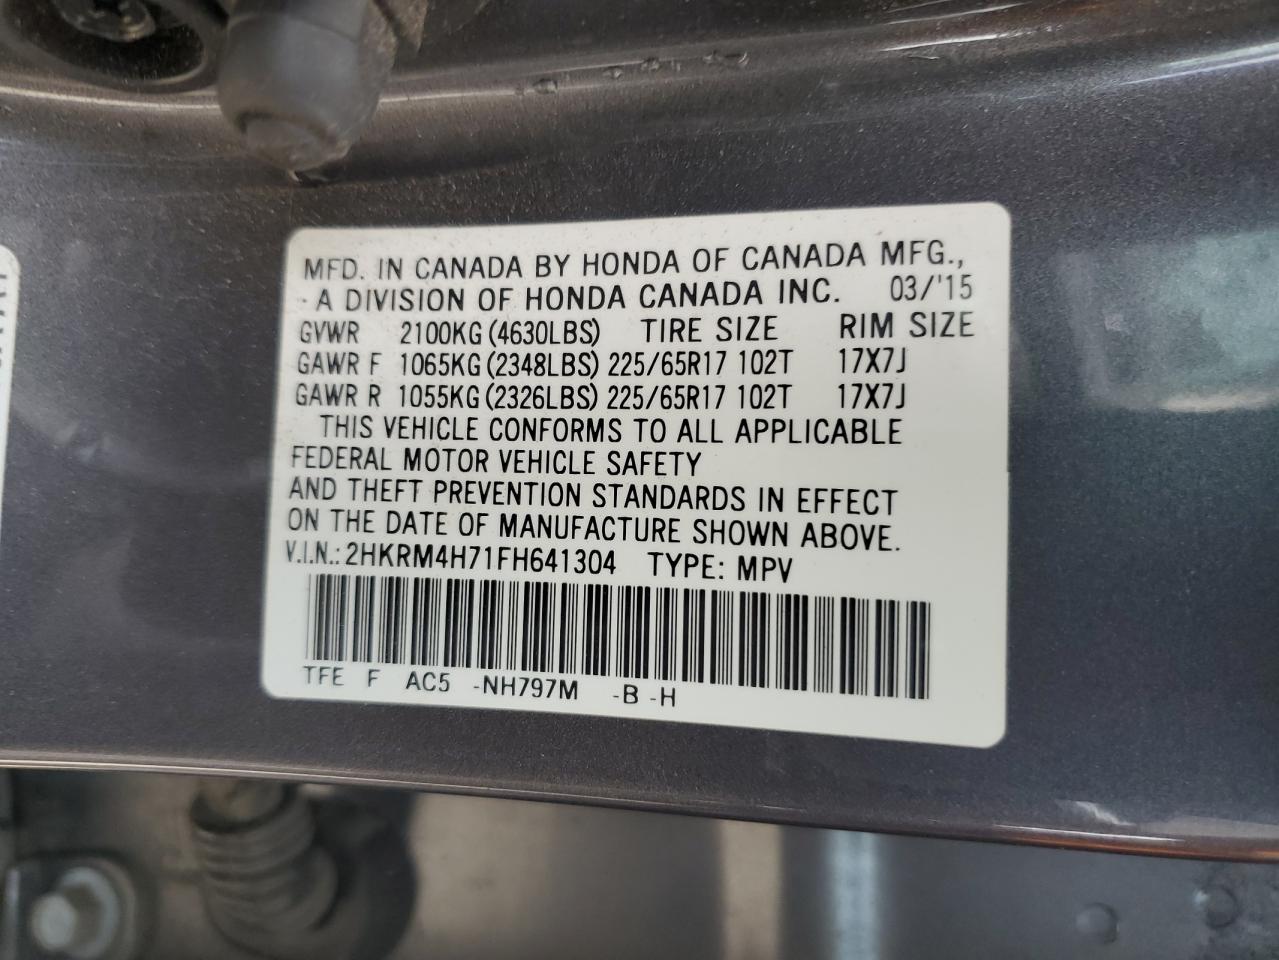 MFD. IN CANADA BY HONDA OF CANADA MFG.,
A DIVISION OF HONDA CANADA INC. 03/'15
GVWR 2100KG (4630LBS) TIRE SIZE RIM SIZE
GAWR F 1065KG (2348LBS) 225/65R17 102T 17X7J
GAWR R 1055KG (2326LBS) 225/65R17 102T 17X7J
THIS VEHICLE CONFORMS TO ALL APPLICABLE
FEDERAL MOTOR VEHICLE SAFETY
AND THEFT PREVENTION STANDARDS IN EFFECT
ON THE DATE OF MANUFACTURE SHOWN ABOVE.
V.I.N.: 2HKRM4H71FH641304 TYPE: MPV
TFE F AC5 -NH797M -B -H